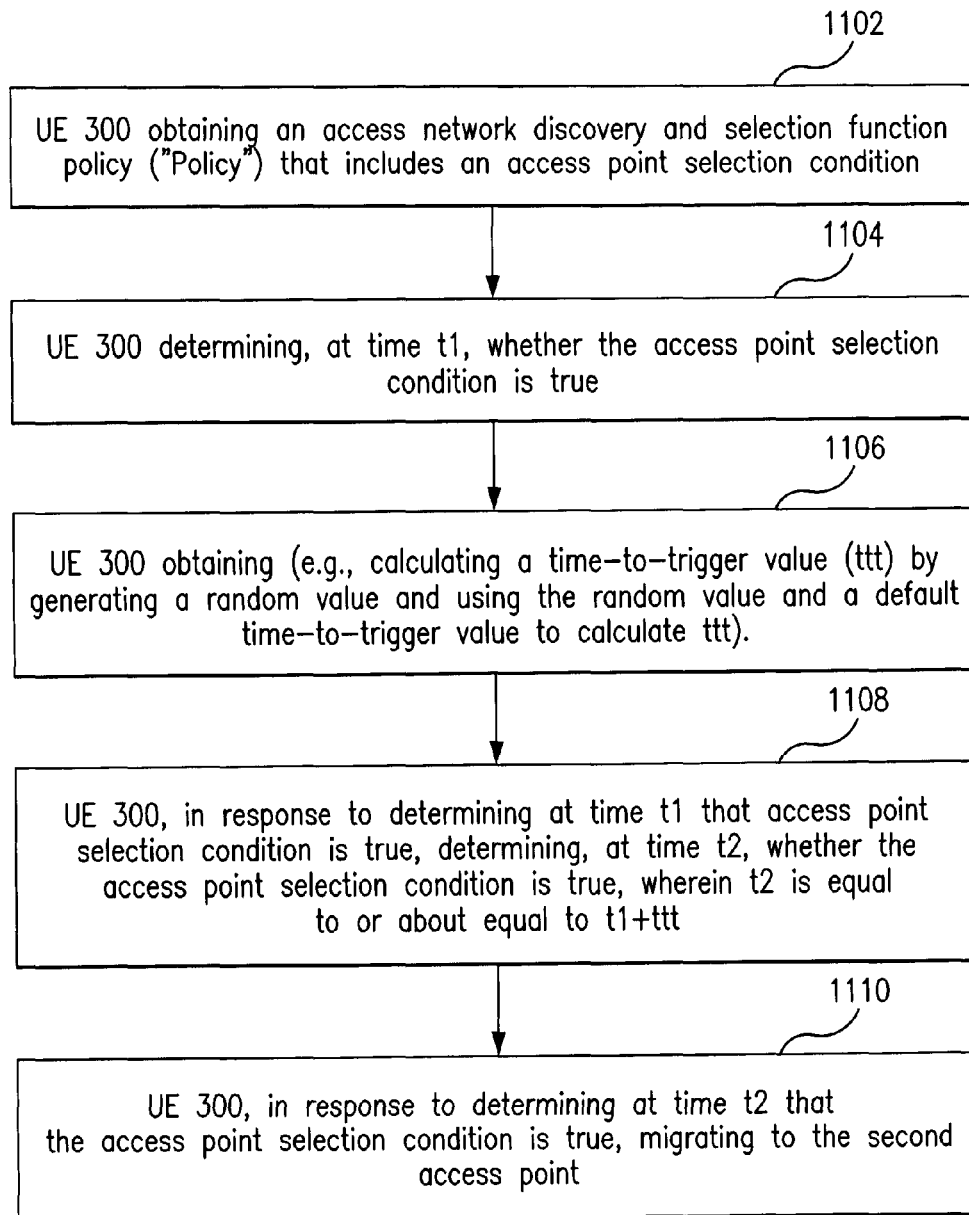 1102
UE 300 obtaining an access network discovery and selection function
policy ("Policy") that includes an access point selection condition
1104
UE 300 determining, at time t1, whether the access point selection
condition is true
1106
UE 300 obtaining (e.g., calculating a time-to-trigger value (ttt) by
generating a random value and using the random value and a default
time-to-trigger value to calculate ttt).
1108
UE 300, in response to determining at time t1 that access point
selection condition is true, determining, at time t2, whether the
access point selection condition is true, wherein t2 is equal
to or about equal to t1+ttt
1110
UE 300, in response to determining at time t2 that
the access point selection condition is true, migrating to the second
access point